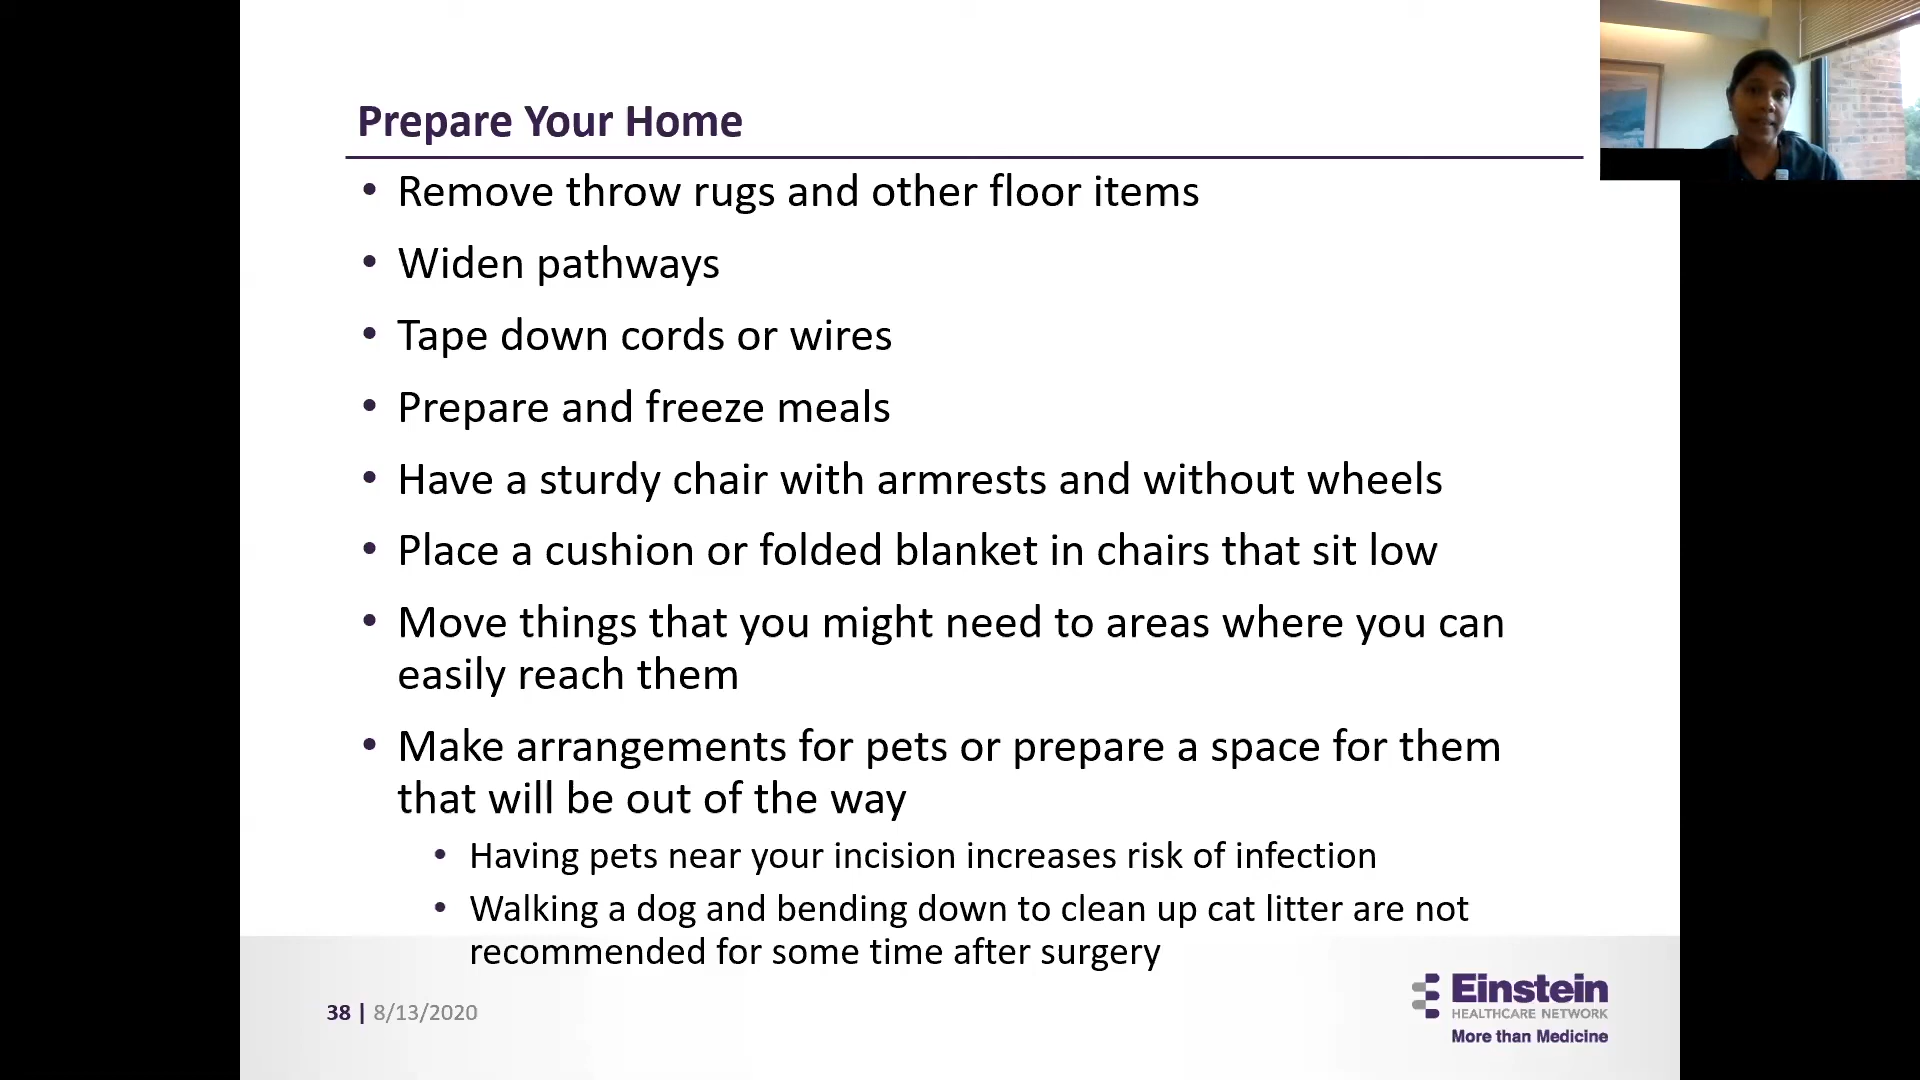 Prepare Your Home
• Remove throw rugs and other floor items
• Widen pathways
• Tape down cords or wires
• Prepare and freeze meals
• Have a sturdy chair with armrests and without wheels
• Place a cushion or folded blanket in chairs that sit low
• Move things that you might need to areas where you can
easily reach them
• Make arrangements for pets or prepare a space for them
that will be out of the way
• Having pets near your incision increases risk of infection
• Walking a dog and bending down to clean up cat litter are not
recommended for some time after surgery
38 | 8/13/2020
Einstein
HEALTHCARE NETWORK
More than Medicine